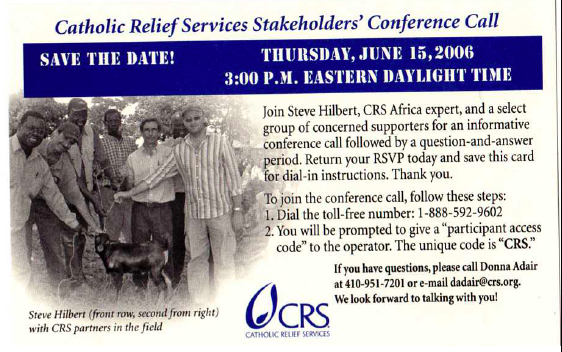 Catholic Relief Services Stakeholders' Conference Call
SAVE THE DATE!
THURSDAY, JUNE 15, 2006
3:00 P.M. EASTERN DAYLIGHT TIME
Join Steve Hilbert, CRS Africa expert, and a select
group of concerned supporters for an informative
conference call followed by a question-and-answer
period. Return your RSVP today and save this card
for dial-in instructions. Thank you.
To join the conference call, follow these steps:
1. Dial the toll-free number: 1-888-592-9602
2. You will be prompted to give a "participant access
code" to the operator. The unique code is "CRS."
If you have questions, please call Donna Adair
at 410-951-7201 or e-mail dadair@crs.org.
We look forward to talking with you!
Steve Hilbert (front row, second from right)
with CRS partners in the field
CRS
CATHOLIC RELIEF SERVICES